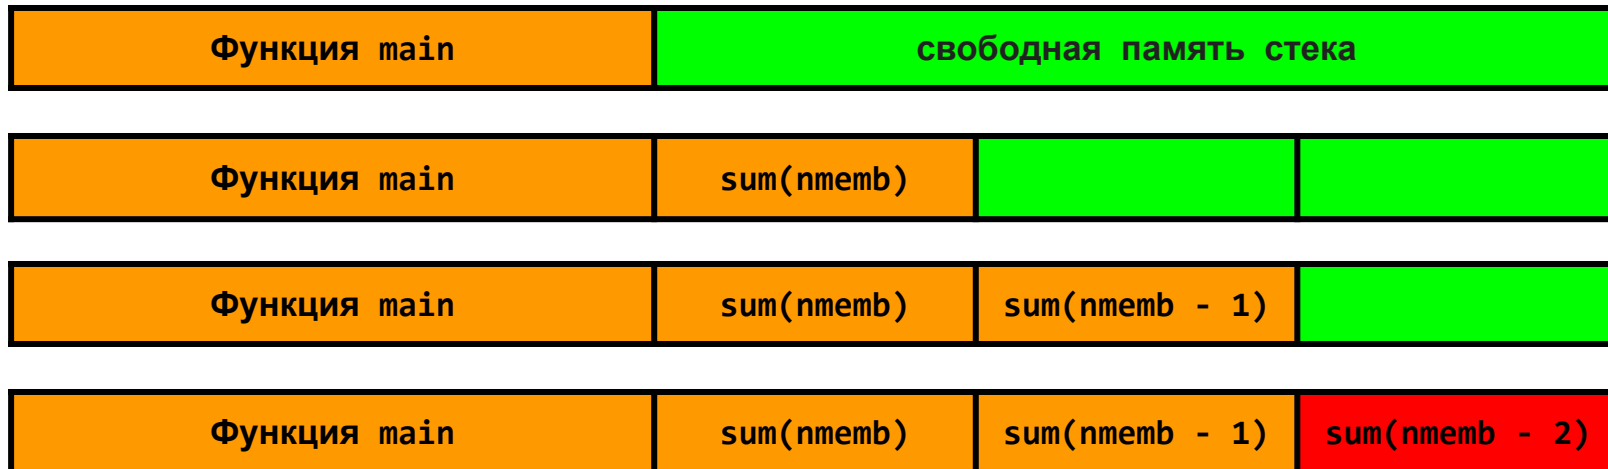 Функция main свободная память стека
Функция main sum(nmemb)
Функция main sum(nmemb) sum(nmemb - 1)
Функция main sum(nmemb) sum(nmemb - 1) sum(nmemb - 2)